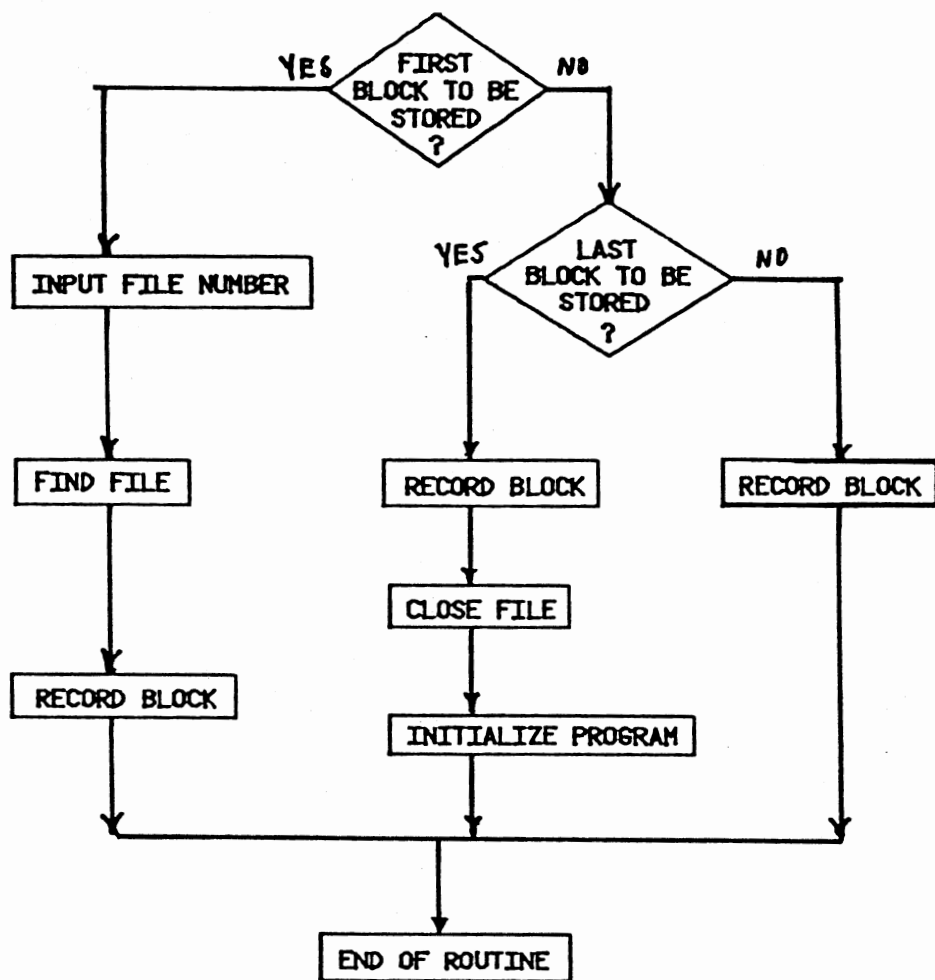 YES
FIRST
BLOCK TO BE
STORED
?
NO
YES
LAST
BLOCK TO BE
STORED
?
NO
INPUT FILE NUMBER
FIND FILE
RECORD BLOCK
RECORD BLOCK
CLOSE FILE
INITIALIZE PROGRAM
RECORD BLOCK
END OF ROUTINE